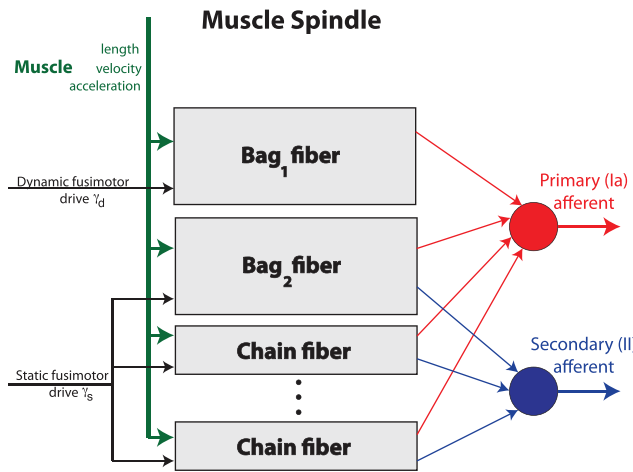 Muscle Spindle
length
Muscle velocity
acceleration
Bag1 fiber
Dynamic fusimotor
drive γd
Primary (Ia)
afferent
Bag2 fiber
Chain fiber
Secondary (II)
afferent
Static fusimotor
drive γs
Chain fiber